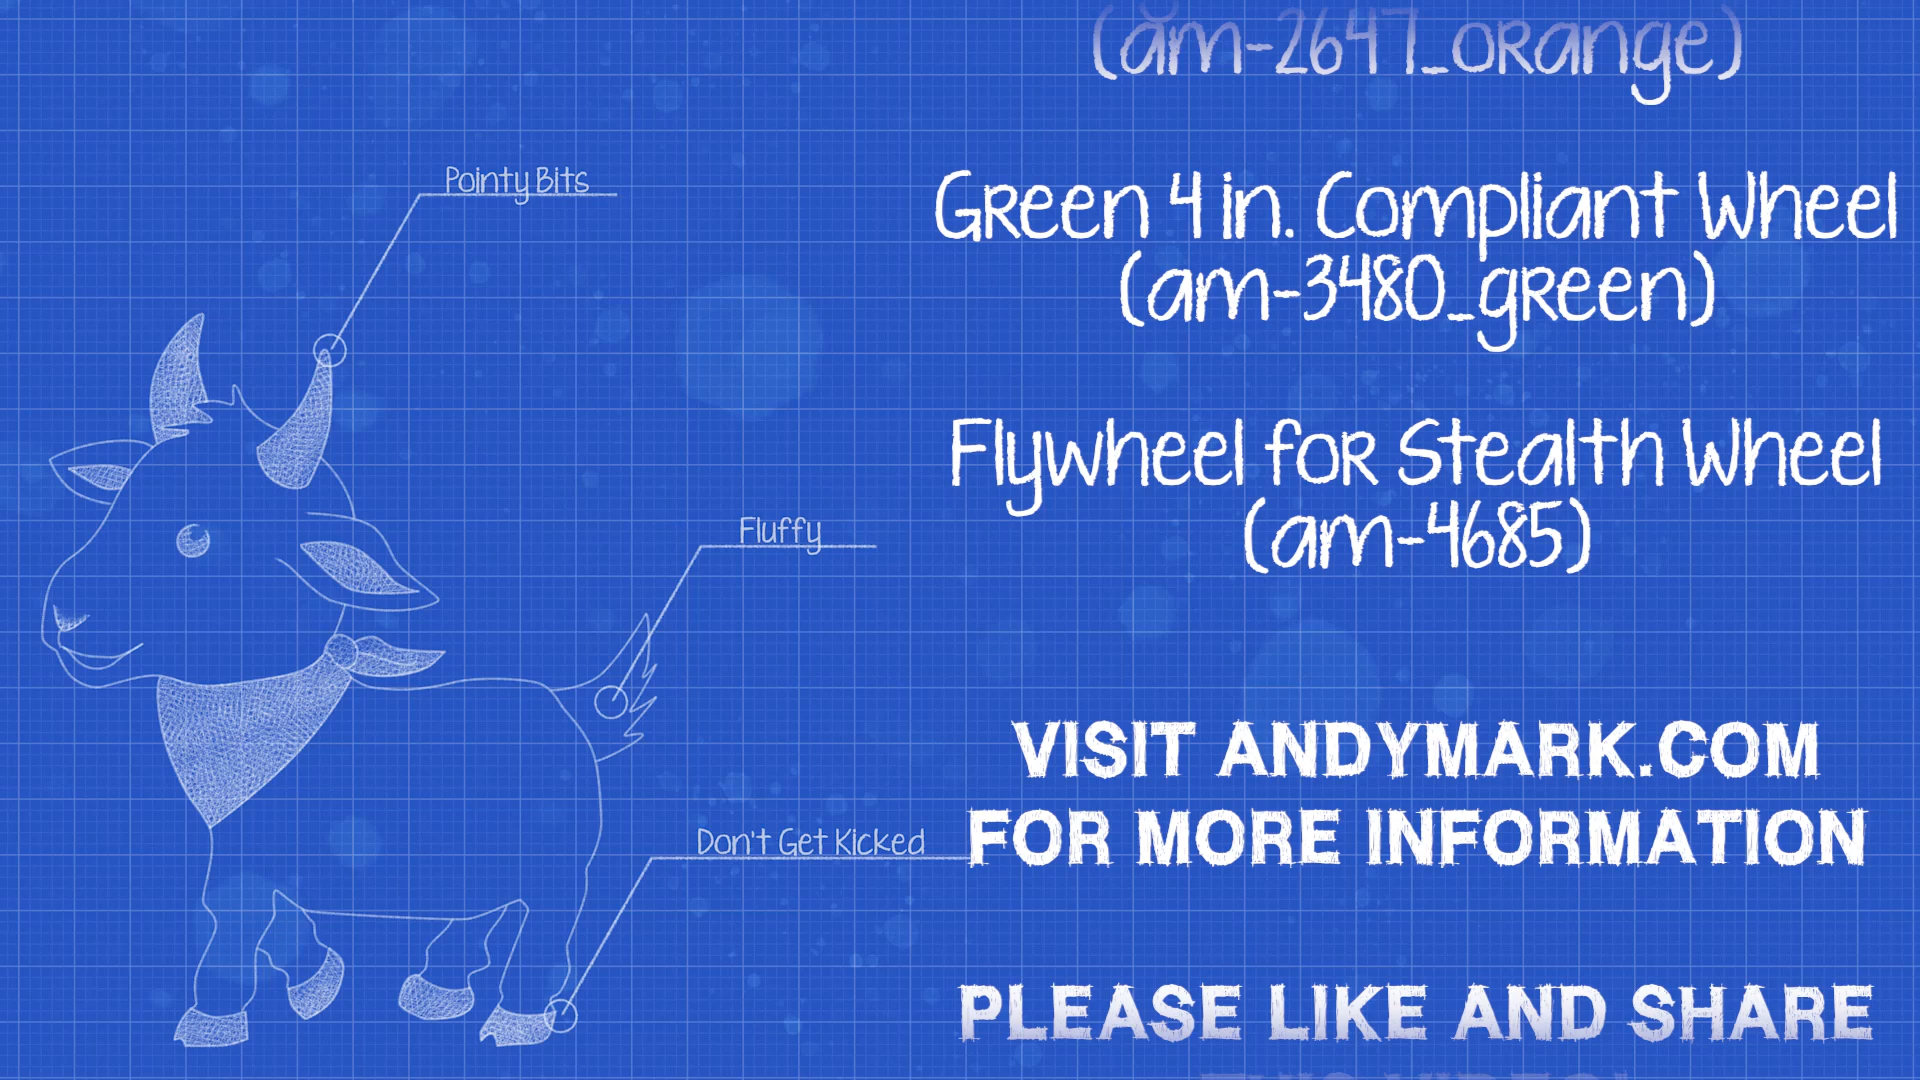 (am-2647_orange)
Pointy Bits
Green 4 in. Compliant Wheel
(am-3480_green)
Flywheel for Stealth Wheel
(am-4685)
Fluffy
VISIT ANDYMARK.COM
FOR MORE INFORMATION
Don't Get Kicked
PLEASE LIKE AND SHARE